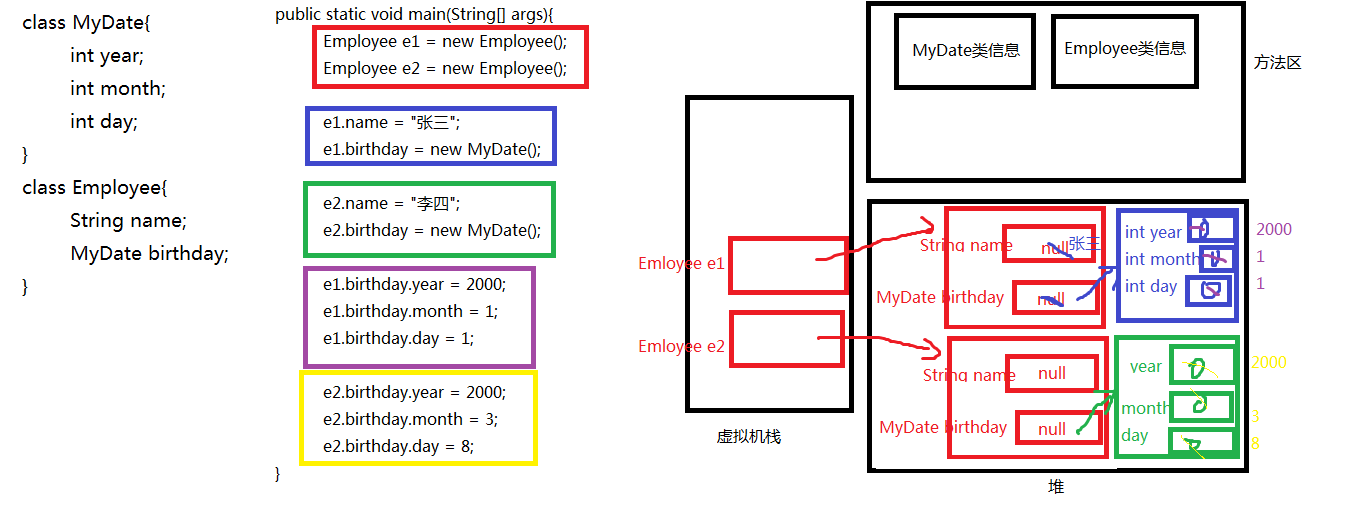 class MyDate{
int year;
int month;
int day;
}
class Employee{
String name;
MyDate birthday;
}
public static void main(String[] args){
Employee e1 = new Employee();
Employee e2 = new Employee();
e1.name = "张三";
e1.birthday = new MyDate();
e2.name = "李四";
e2.birthday = new MyDate();
e1.birthday.year = 2000;
e1.birthday.month = 1;
e1.birthday.day = 1;
e2.birthday.year = 2000;
e2.birthday.month = 3;
e2.birthday.day = 8;
}
Emloyee e1
Emloyee e2
虚拟机栈
MyDate类信息
Employee类信息
方法区
String name
null
张三
MyDate birthday
null
int year
0
2000
int month
0
1
int day
0
1
String name
null
MyDate birthday
null
year
0
2000
month
0
3
day
0
8
堆